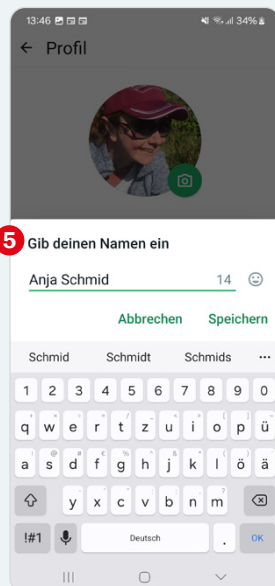 13:46 34%
Profil
5
Gib deinen Namen ein
Anja Schmid 14
Abbrechen Speichern
Schmid Schmidt Schmids ...
1 2 3 4 5 6 7 8 9 0
q w e r t z u i o p ü
a s d f g h j k l ö ä
y x c v b n m
!#1 Deutsch . OK